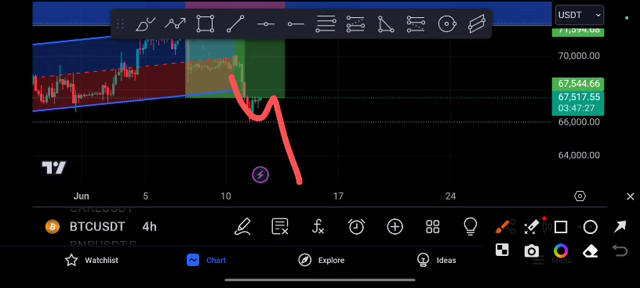 USDT
71,594.68
70,000.00
67,544.66
67,517.55
03:47:27
66,000.00
64,000.00
Jun 5 10 17 24
BTCUSDT 4h
Watchlist
Chart
Explore
Ideas